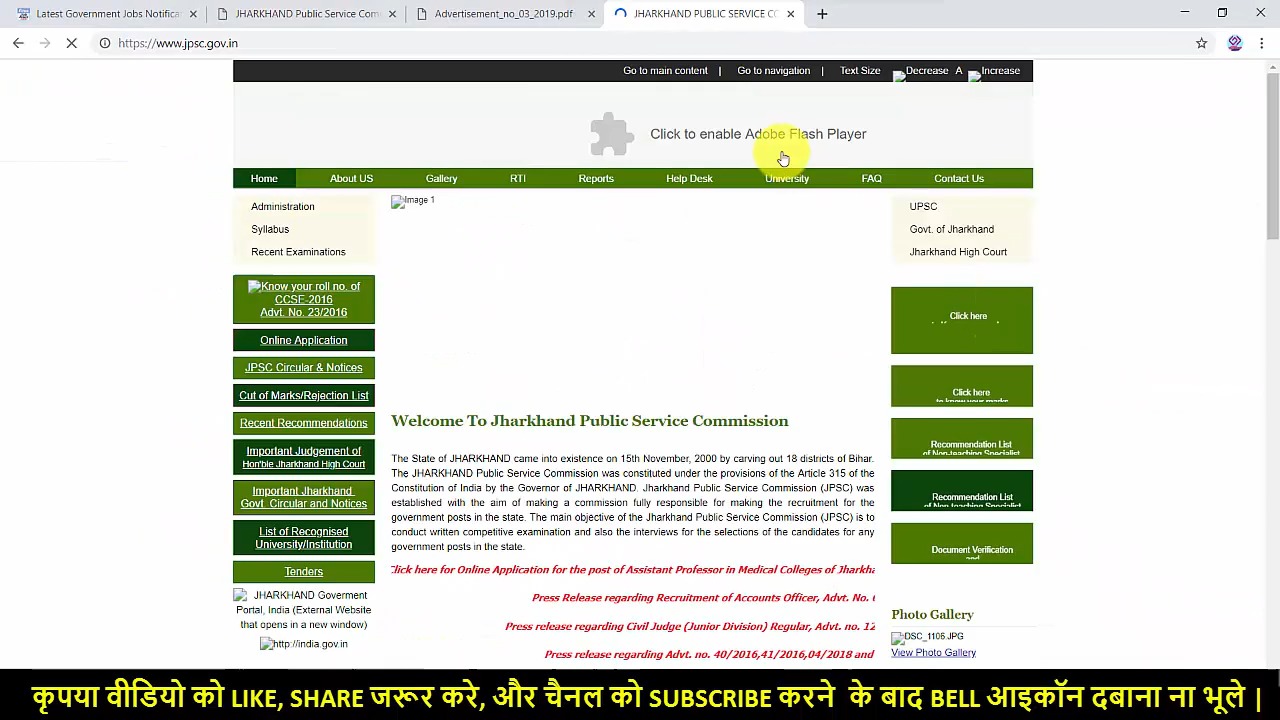 Latest Government Jobs Notifica
JHARKHAND Public Service Com
Advertisement_no_03_2019.pdf
JHARKHAND PUBLIC SERVICE CO
https://www.jpsc.gov.in
Go to main content | Go to navigation | Text Size Decrease A Increase
Click to enable Adobe Flash Player
Home About US Gallery RTI Reports Help Desk University FAQ Contact Us
Administration
Syllabus
Recent Examinations
Know your roll no. of
CCSE-2016
Advt. No. 23/2016
Online Application
JPSC Circular & Notices
Cut of Marks/Rejection List
Recent Recommendations
Important Judgement of
Hon'ble Jharkhand High Court
Important Jharkhand
Govt. Circular and Notices
List of Recognised
University/Institution
Tenders
JHARKHAND Goverment
Portal, India (External Website
that opens in a new window)
http://india.gov.in
Image 1
Welcome To Jharkhand Public Service Commission
The State of JHARKHAND came into existence on 15th November, 2000 by carving out 18 districts of Bihar.
The JHARKHAND Public Service Commission was constituted under the provisions of the Article 315 of the
Constitution of India by the Governor of JHARKHAND. Jharkhand Public Service Commission (JPSC) was
established with the aim of making a commission fully responsible for making the recruitment for the
government posts in the state. The main objective of the Jharkhand Public Service Commission (JPSC) is to
conduct written competitive examination and also the interviews for the selections of the candidates for any
government posts in the state.
Click here for Online Application for the post of Assistant Professor in Medical Colleges of Jharkha
Press Release regarding Recruitment of Accounts Officer, Advt. No.
Press release regarding Civil Judge (Junior Division) Regular, Advt. no. 12
Press release regarding Advt. no. 40/2016,41/2016,04/2018 and
UPSC
Govt. of Jharkhand
Jharkhand High Court
Click here
Click here
to know your marks
Recommendation List
of Non-teaching Specialist
Recommendation List
of Non-teaching Specialist
Document Verification
and
Photo Gallery
DSC_1106.JPG
View Photo Gallery
कृपया वीडियो को LIKE, SHARE जरूर करे, और चैनल को SUBSCRIBE करने के बाद BELL आइकॉन दबाना ना भूले |